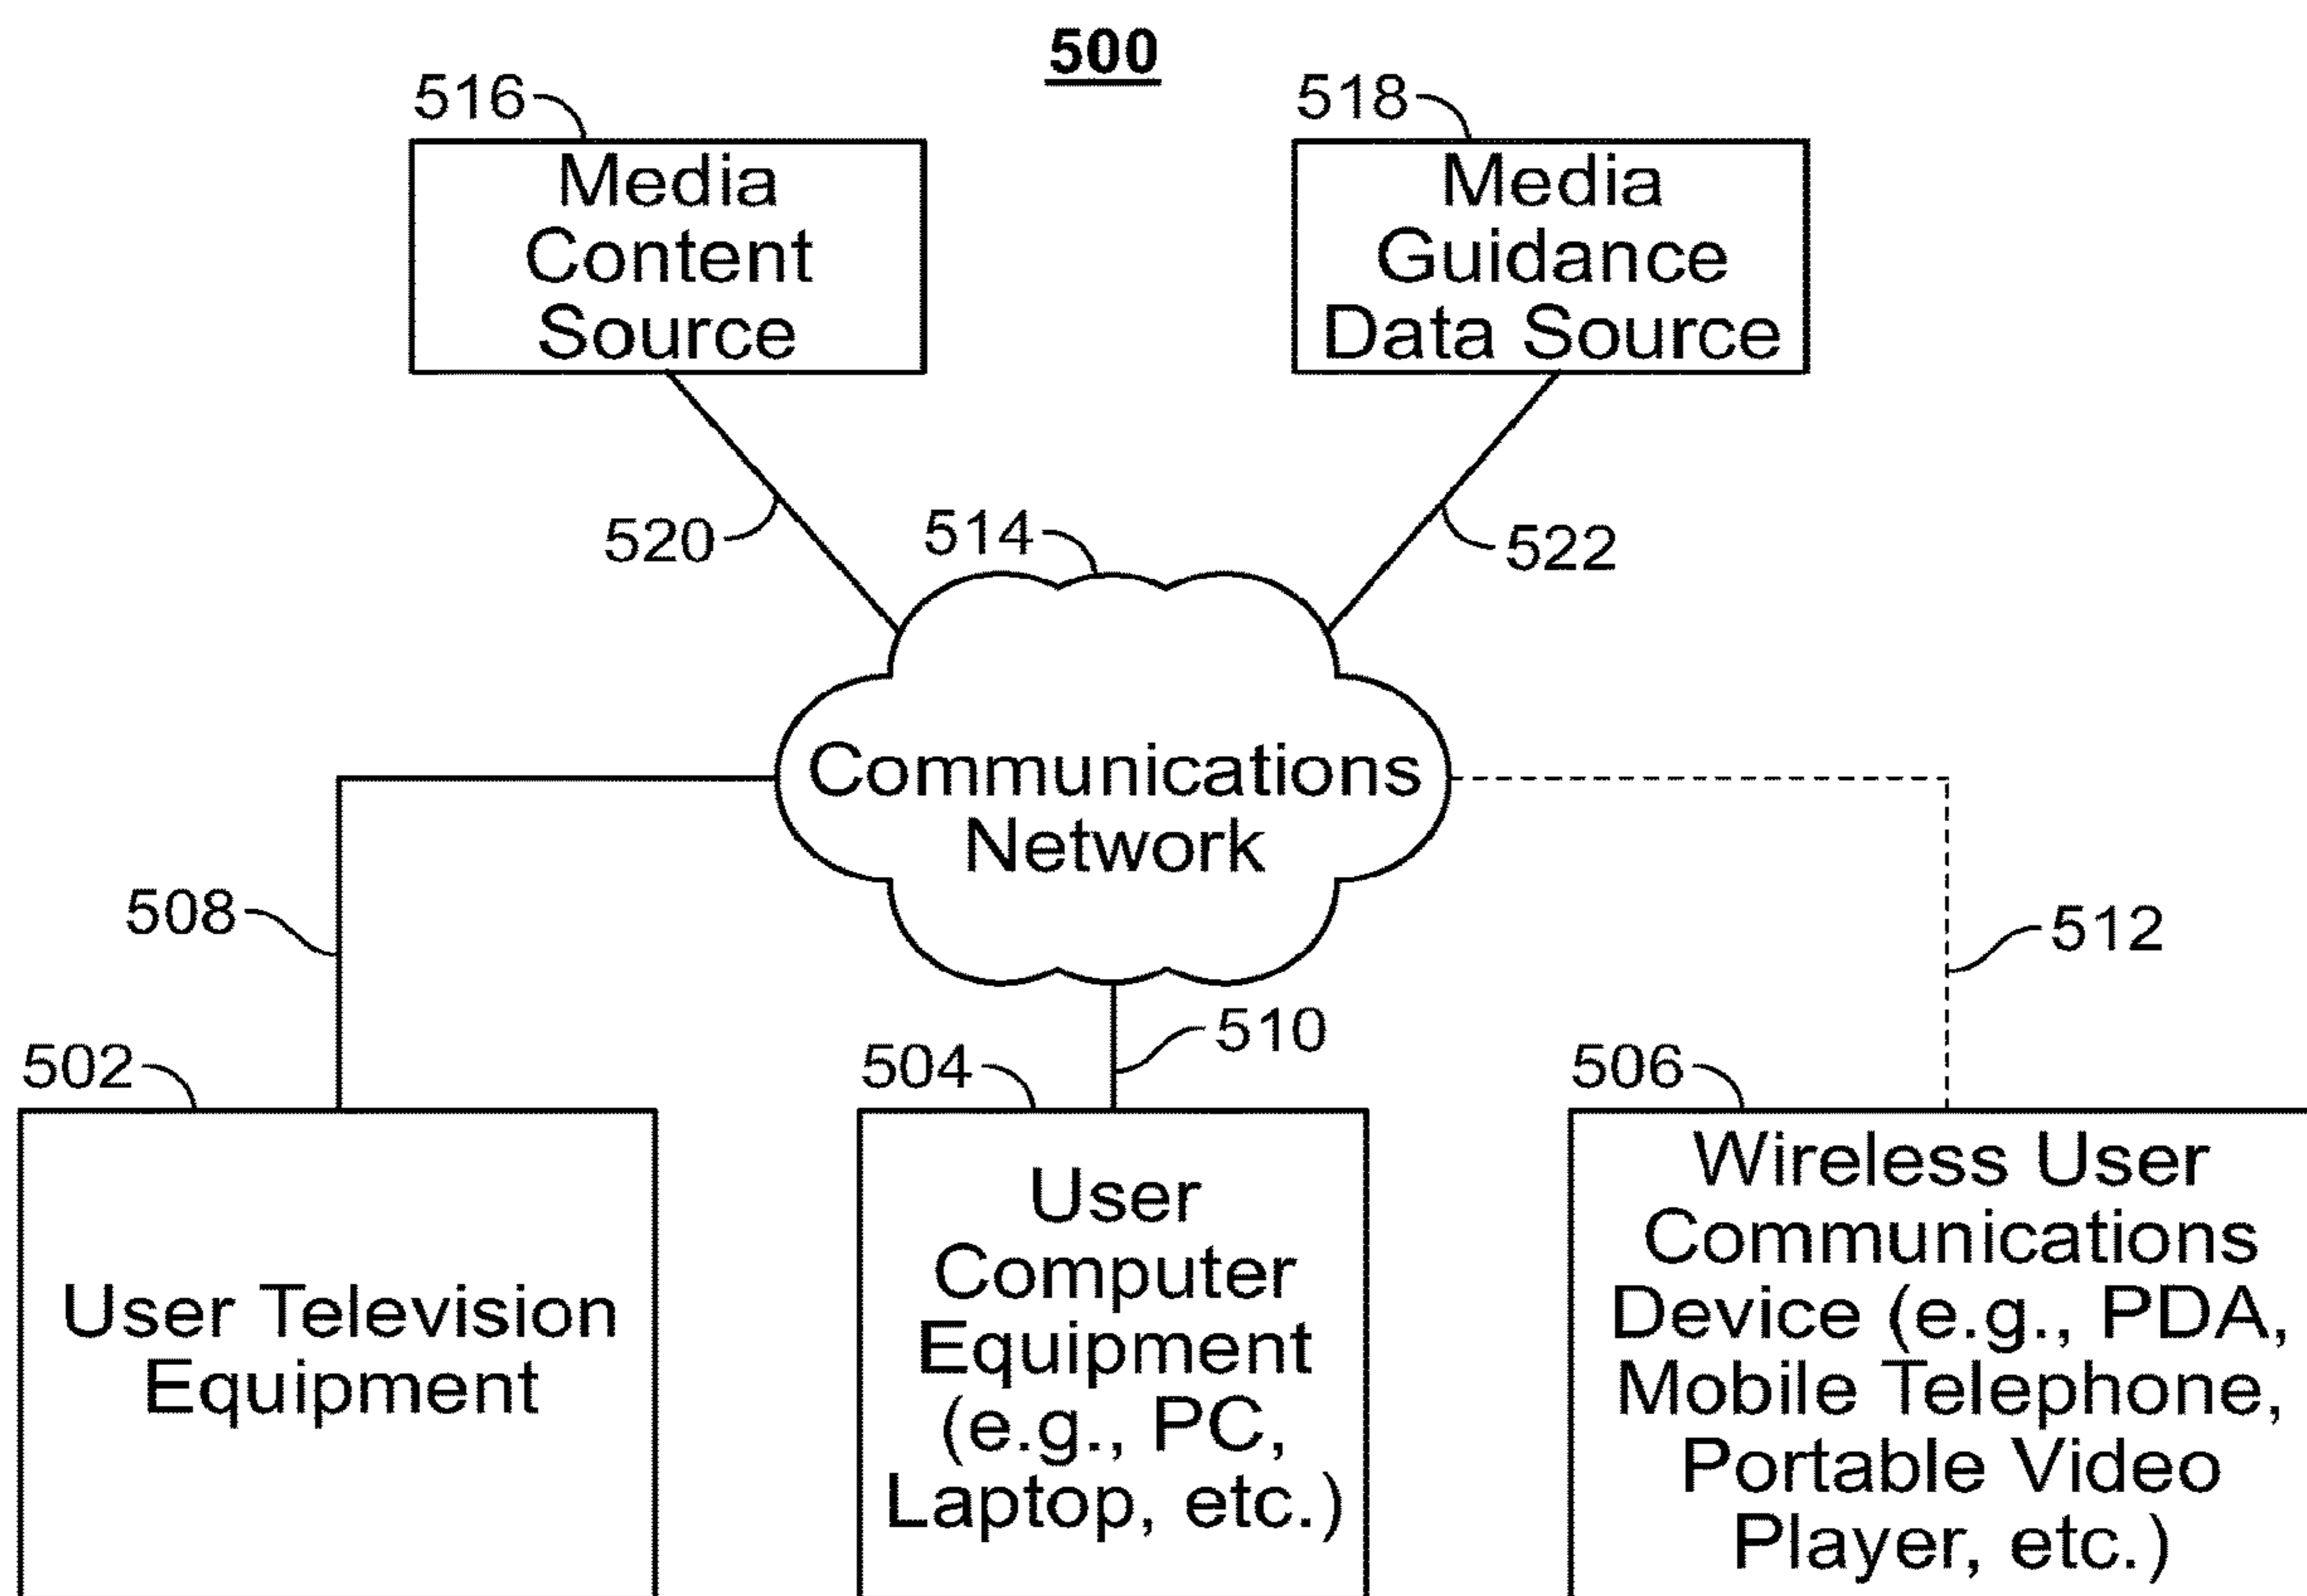 500
516
518
Media
Content
Source
Media
Guidance
Data Source
520
514
522
Communications
Network
508
512
510
502
504
506
User Television
Equipment
User
Computer
Equipment
(e.g., PC,
Laptop, etc.)
Wireless User
Communications
Device (e.g., PDA,
Mobile Telephone,
Portable Video
Player, etc.)